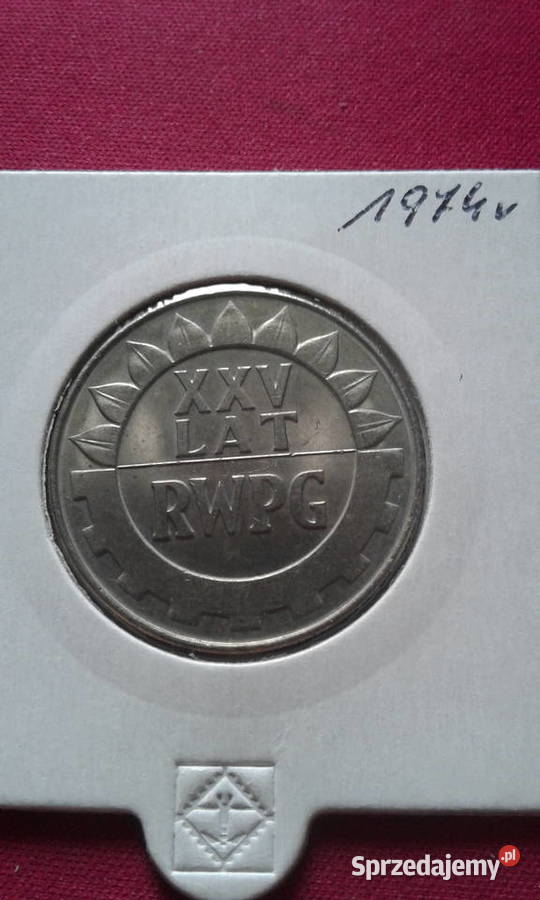 1974r
XXV
LAT
RWPG
Sprzedajemy.pl